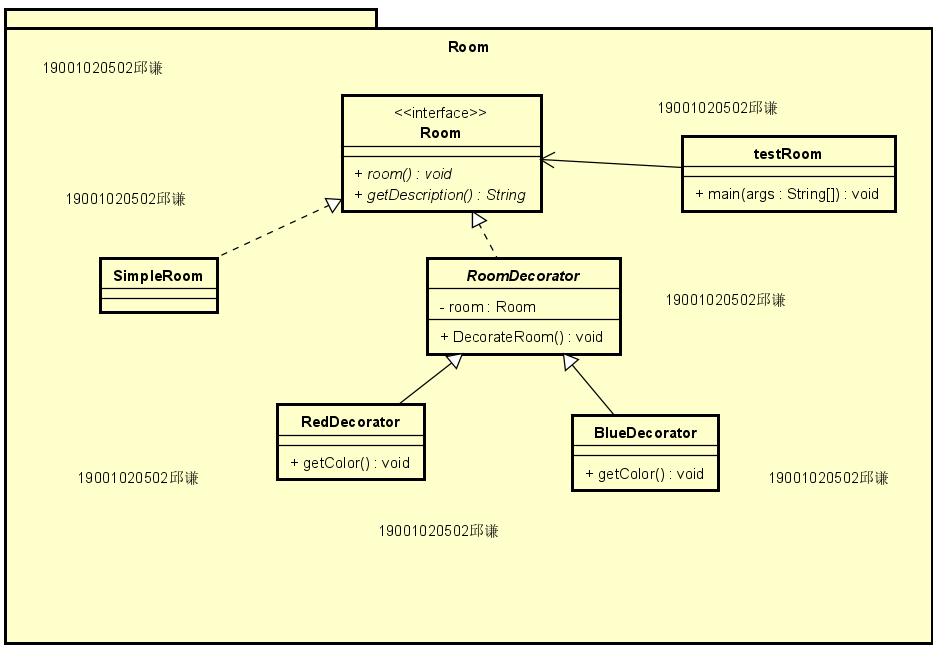 Room
19001020502邱谦
19001020502邱谦
<<interface>>
Room
+ room() : void
+ getDescription() : String
testRoom
+ main(args : String[]) : void
19001020502邱谦
SimpleRoom
RoomDecorator
- room : Room
+ DecorateRoom() : void
19001020502邱谦
RedDecorator
+ getColor() : void
BlueDecorator
+ getColor() : void
19001020502邱谦
19001020502邱谦
19001020502邱谦